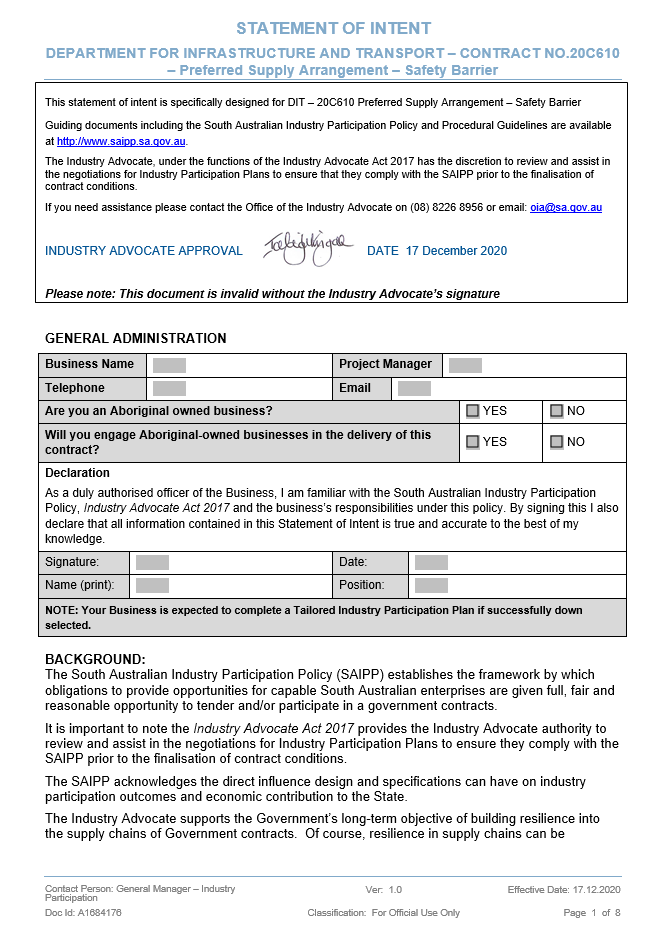 STATEMENT OF INTENT
DEPARTMENT FOR INFRASTRUCTURE AND TRANSPORT – CONTRACT NO.20C610
– Preferred Supply Arrangement – Safety Barrier
This statement of intent is specifically designed for DIT – 20C610 Preferred Supply Arrangement – Safety Barrier
Guiding documents including the South Australian Industry Participation Policy and Procedural Guidelines are available
at http://www.saipp.sa.gov.au.
The Industry Advocate, under the functions of the Industry Advocate Act 2017 has the discretion to review and assist in
the negotiations for Industry Participation Plans to ensure that they comply with the SAIPP prior to the finalisation of
contract conditions.
If you need assistance please contact the Office of the Industry Advocate on (08) 8226 8956 or email: oia@sa.gov.au
INDUSTRY ADVOCATE APPROVAL DATE 17 December 2020
Please note: This document is invalid without the Industry Advocate's signature
GENERAL ADMINISTRATION
Business Name Project Manager
Telephone Email
Are you an Aboriginal owned business? YES NO
Will you engage Aboriginal-owned businesses in the delivery of this
contract? YES NO
Declaration
As a duly authorised officer of the Business, I am familiar with the South Australian Industry Participation
Policy, Industry Advocate Act 2017 and the business's responsibilities under this policy. By signing this I also
declare that all information contained in this Statement of Intent is true and accurate to the best of my
knowledge.
Signature: Date:
Name (print): Position:
NOTE: Your Business is expected to complete a Tailored Industry Participation Plan if successfully down
selected.
BACKGROUND:
The South Australian Industry Participation Policy (SAIPP) establishes the framework by which
obligations to provide opportunities for capable South Australian enterprises are given full, fair and
reasonable opportunity to tender and/or participate in a government contracts.
It is important to note the Industry Advocate Act 2017 provides the Industry Advocate authority to
review and assist in the negotiations for Industry Participation Plans to ensure they comply with the
SAIPP prior to the finalisation of contract conditions.
The SAIPP acknowledges the direct influence design and specifications can have on industry
participation outcomes and economic contribution to the State.
The Industry Advocate supports the Government's long-term objective of building resilience into
the supply chains of Government contracts. Of course, resilience in supply chains can be
Contact Person: General Manager – Industry
Participation
Ver: 1.0
Effective Date: 17.12.2020
Doc Id: A1684176
Classification: For Official Use Only
Page 1 of 8